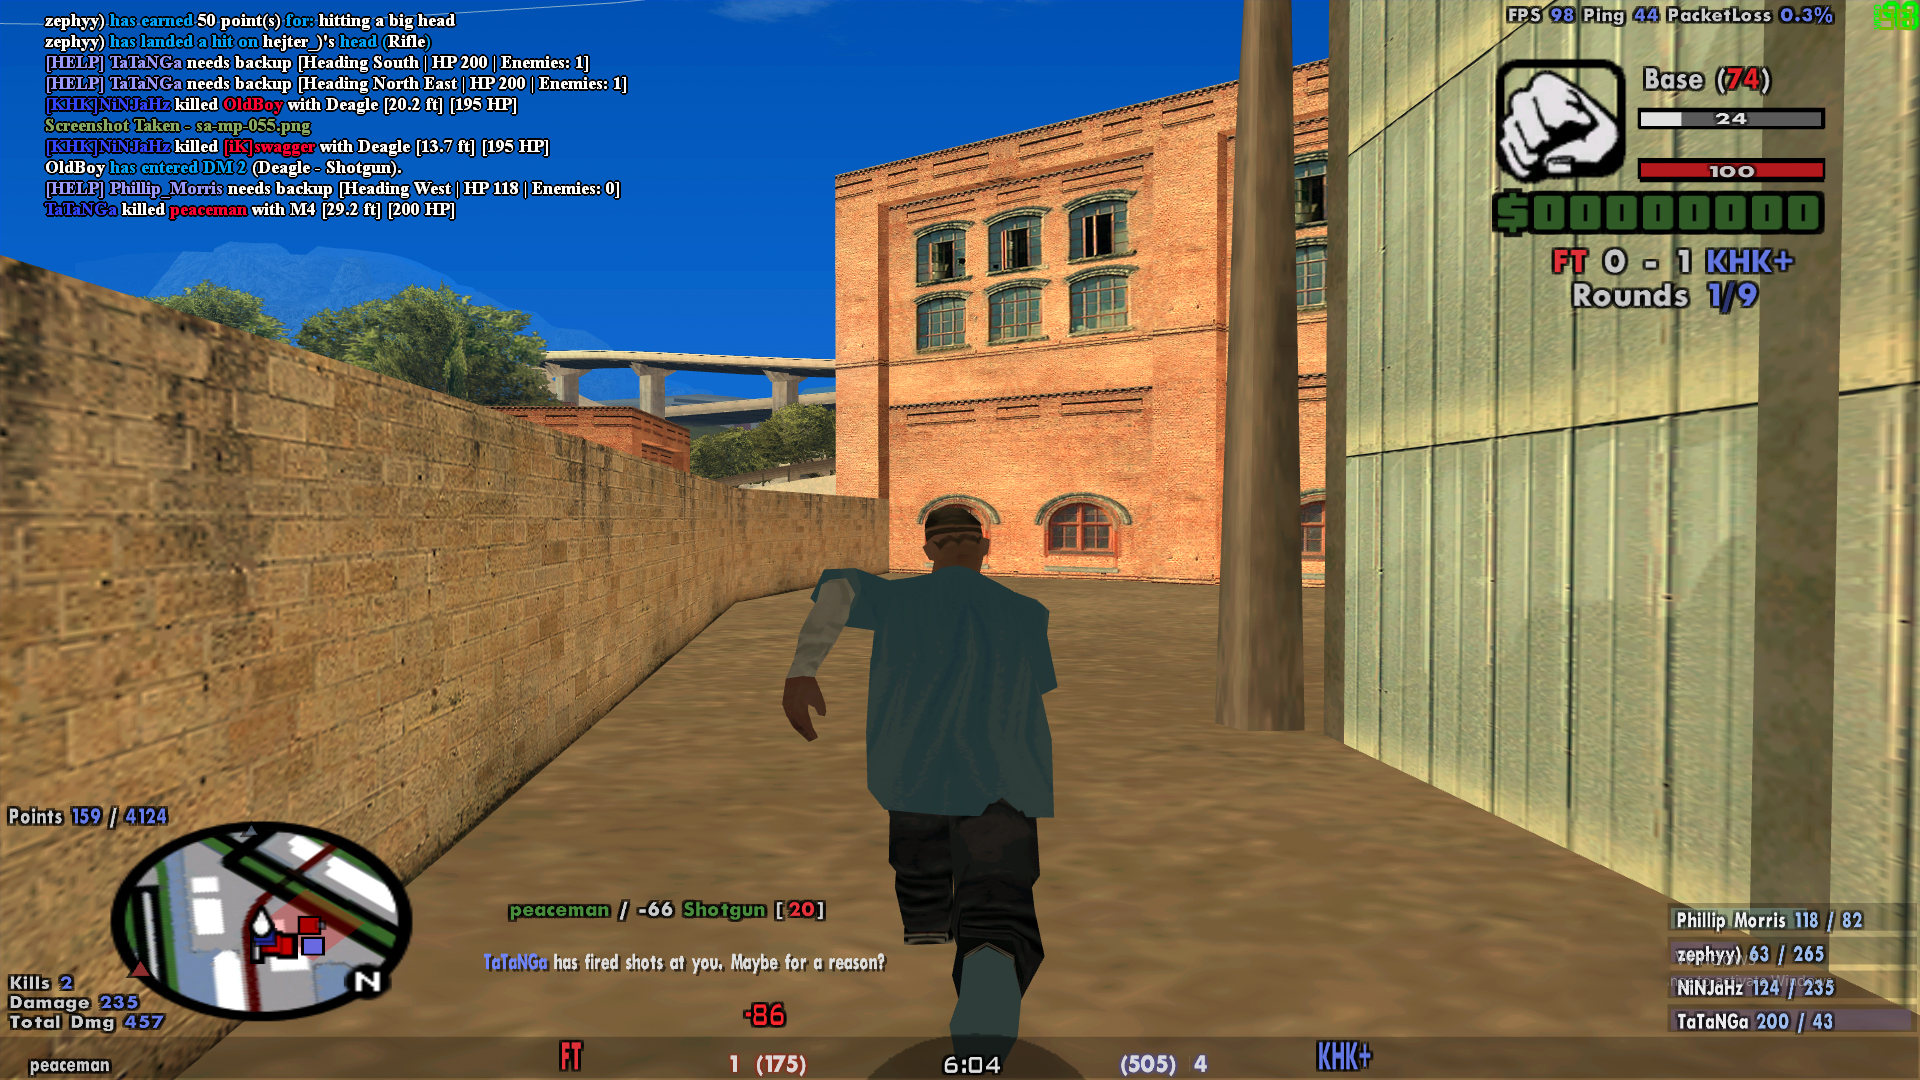 zephyy) has earned 50 point(s) for: hitting a big head
zephyy) has landed a hit on hejter_)'s head (Rifle)
[HELP] TaTaNGa needs backup [Heading South | HP 200 | Enemies: 1]
[HELP] TaTaNGa needs backup [Heading North East | HP 200 | Enemies: 1]
[KHK]NiNJaHz killed OldBoy with Deagle [20.2 ft] [195 HP]
Screenshot Taken - sa-mp-055.png
[KHK]NiNJaHz killed [iK]swagger with Deagle [13.7 ft] [195 HP]
OldBoy has entered DM 2 (Deagle - Shotgun).
[HELP] Phillip_Morris needs backup [Heading West | HP 118 | Enemies: 0]
TaTaNGa killed peaceman with M4 [29.2 ft] [200 HP]
FPS 98 Ping 44 PacketLoss 0.3%
98
Base (74)
24
100
$00000000
FT 0 - 1 KHK+
Rounds 1/9
Points 159 / 4124
N
Kills 2
Damage 235
Total Dmg 457
peaceman
peaceman / -66 Shotgun [20]
TaTaNGa has fired shots at you. Maybe for a reason?
-86
FT 1 (175) 6:04 (505) 4 KHK+
Phillip Morris 118 / 82
zephyy) 63 / 265
NiNJaHz 124 / 235
TaTaNGa 200 / 43